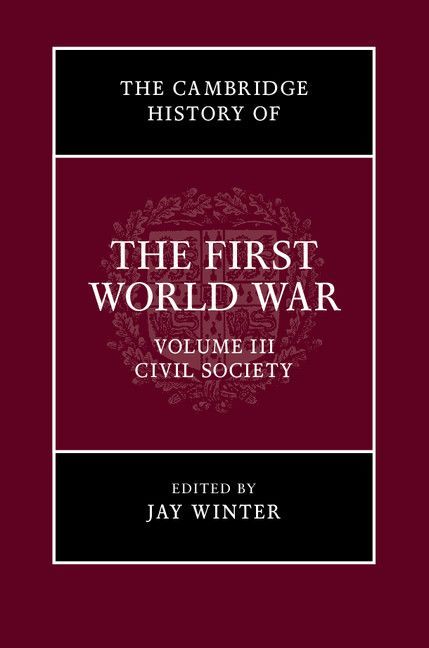 THE CAMBRIDGE
HISTORY OF
THE FIRST
WORLD WAR
VOLUME III
CIVIL SOCIETY
EDITED BY
JAY WINTER